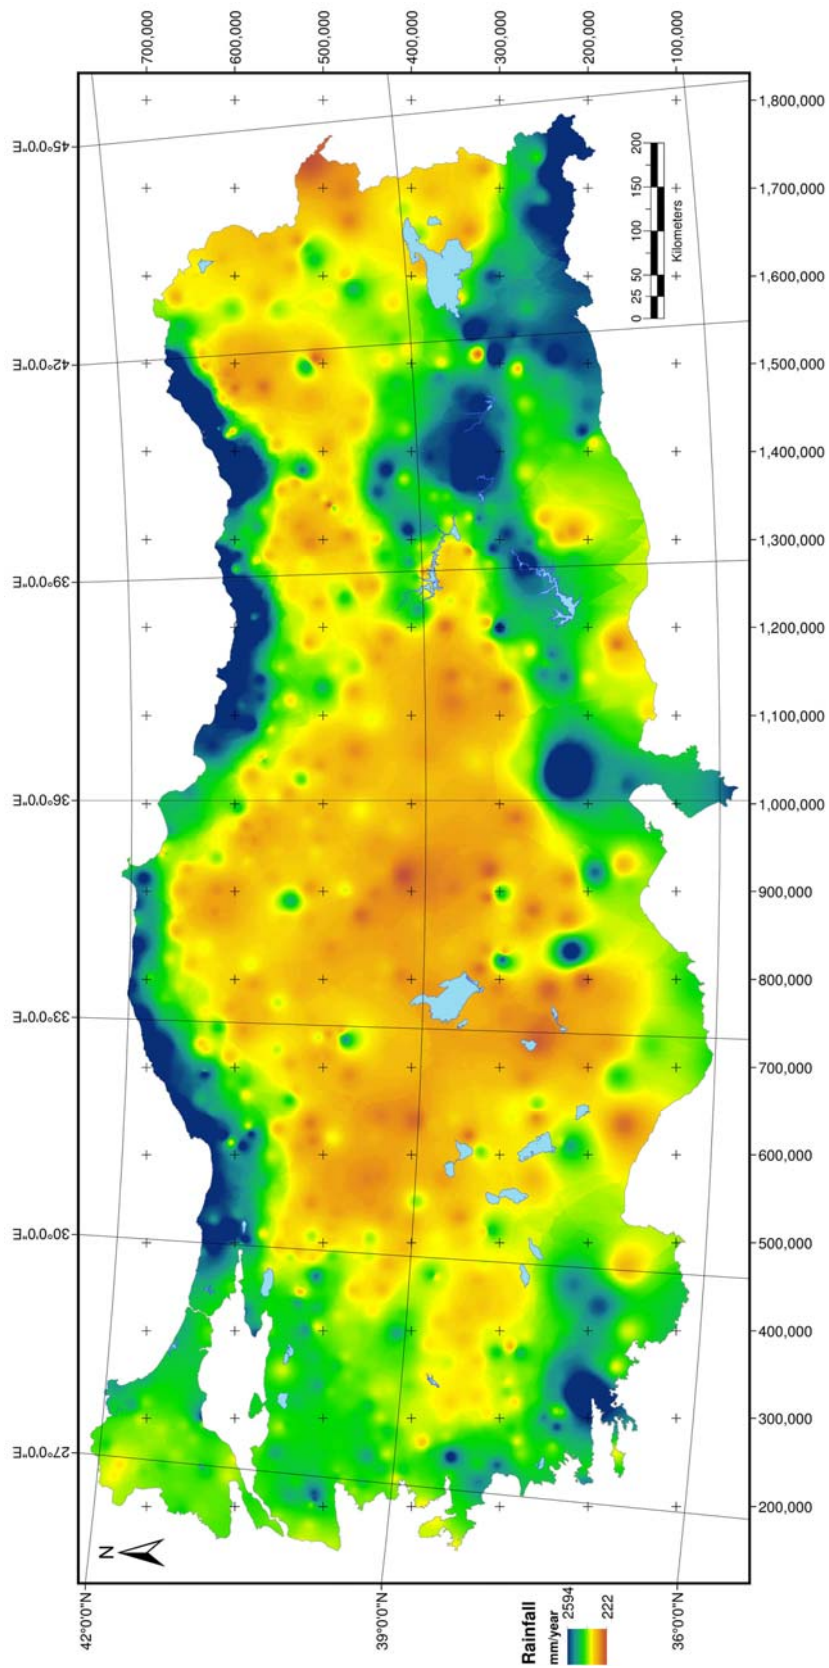 700,000
600,000
500,000
400,000
300,000
200,000
100,000
45°0'0"E
42°0'0"E
39°0'0"E
36°0'0"E
33°0'0"E
30°0'0"E
27°0'0"E
1,800,000
1,700,000
1,600,000
1,500,000
1,400,000
1,300,000
1,200,000
1,100,000
1,000,000
900,000
800,000
700,000
600,000
500,000
400,000
300,000
200,000
0 25 50 100 150 200
Kilometers
N
42°0'0"N
39°0'0"N
36°0'0"N
Rainfall
mm/year
2594
222